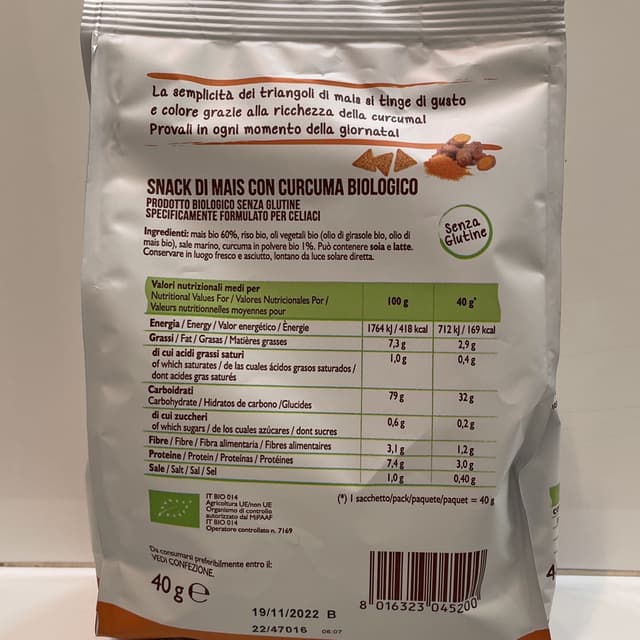 La semplicità dei triangoli di mais si tinge di gusto
e colore grazie alla ricchezza della curcuma!
Provali in ogni momento della giornata!
SNACK DI MAIS CON CURCUMA BIOLOGICO
PRODOTTO BIOLOGICO SENZA GLUTINE
SPECIFICAMENTE FORMULATO PER CELIACI
Senza
Glutine
Ingredienti: mais bio 60%, riso bio, oli vegetali bio (olio di girasole bio, olio di
mais bio), sale marino, curcuma in polvere bio 1%. Può contenere soia e latte.
Conservare in luogo fresco e asciutto, lontano da luce solare diretta.
Valori nutrizionali medi per
Nutritional Values For / Valores Nutricionales Por /
Valeurs nutritionnelles moyennes pour
100 g 40 g*
Energia / Energy / Valor energético / Énergie 1764 kJ / 418 kcal 712 kJ / 169 kcal
Grassi / Fat / Grasas / Matières grasses 7,3 g 2,9 g
di cui acidi grassi saturi 1,0 g 0,4 g
of which saturates / de las cuales ácidos grasos saturados /
dont acides gras saturés
Carboidrati 79 g 32 g
Carbohydrate / Hidratos de carbono / Glucides
di cui zuccheri 0,6 g 0,2 g
of which sugars / de los cuales azúcares / dont sucres
Fibre / Fibre / Fibra alimentaria / Fibres alimentaires 3,1 g 1,2 g
Proteine / Protein / Proteínas / Protéines 7,4 g 3,0 g
Sale / Salt / Sal / Sel 1,0 g 0,40 g
(*) 1 sacchetto/pack/paquete/paquet = 40 g
IT BIO 014
Agricoltura UE/non UE
Organismo di controllo
autorizzato dal MiPAAF
IT BIO 014
Operatore controllato n. 7169
Da consumarsi preferibilmente entro il:
VEDI CONFEZIONE
40 g e
19/11/2022 B
22/47016 06:07
8 016323 045200